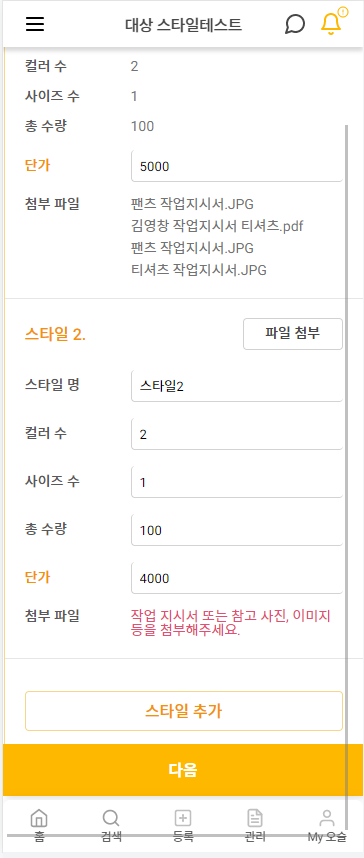 대상 스타일테스트
컬러 수 2
사이즈 수 1
총 수량 100
단가 5000
첨부 파일 팬츠 작업지시서.JPG
김영창 작업지시서 티셔츠.pdf
팬츠 작업지시서.JPG
티셔츠 작업지시서.JPG
스타일 2. 파일 첨부
스타일 명 스타일2
컬러 수 2
사이즈 수 1
총 수량 100
단가 4000
첨부 파일 작업 지시서 또는 참고 사진, 이미지
등을 첨부해주세요.
스타일 추가
다음
홈 검색 등록 관리 My 오슬